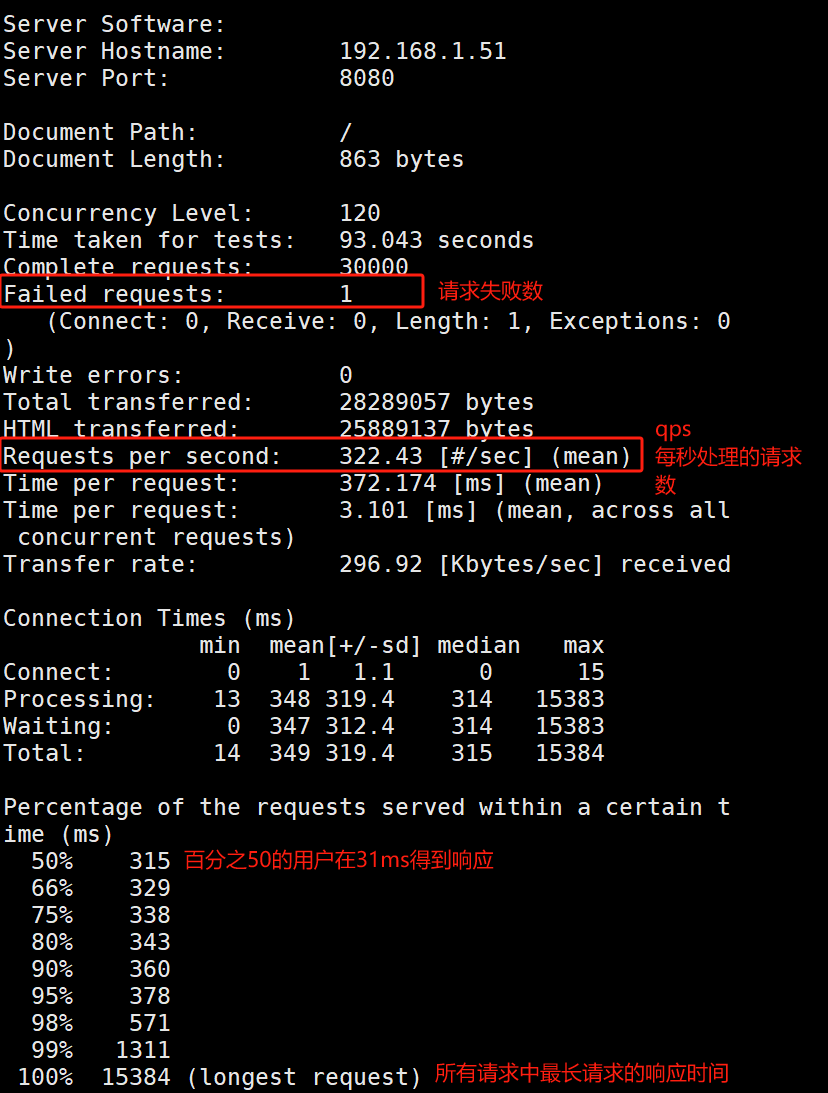 Server Software:
Server Hostname: 192.168.1.51
Server Port: 8080
Document Path: /
Document Length: 863 bytes
Concurrency Level: 120
Time taken for tests: 93.043 seconds
Complete requests: 30000
Failed requests: 1 请求失败数
(Connect: 0, Receive: 0, Length: 1, Exceptions: 0
)
Write errors: 0
Total transferred: 28289057 bytes
HTML transferred: 25889137 bytes qps
Requests per second: 322.43 [#/sec] (mean) 每秒处理的请求
Time per request: 372.174 [ms] (mean) 数
Time per request: 3.101 [ms] (mean, across all
concurrent requests)
Transfer rate: 296.92 [Kbytes/sec] received
Connection Times (ms)
min mean[+/-sd] median max
Connect: 0 1 1.1 0 15
Processing: 13 348 319.4 314 15383
Waiting: 0 347 312.4 314 15383
Total: 14 349 319.4 315 15384
Percentage of the requests served within a certain t
ime (ms)
50% 315 百分之50的用户在31ms得到响应
66% 329
75% 338
80% 343
90% 360
95% 378
98% 571
99% 1311
100% 15384 (longest request) 所有请求中最长请求的响应时间